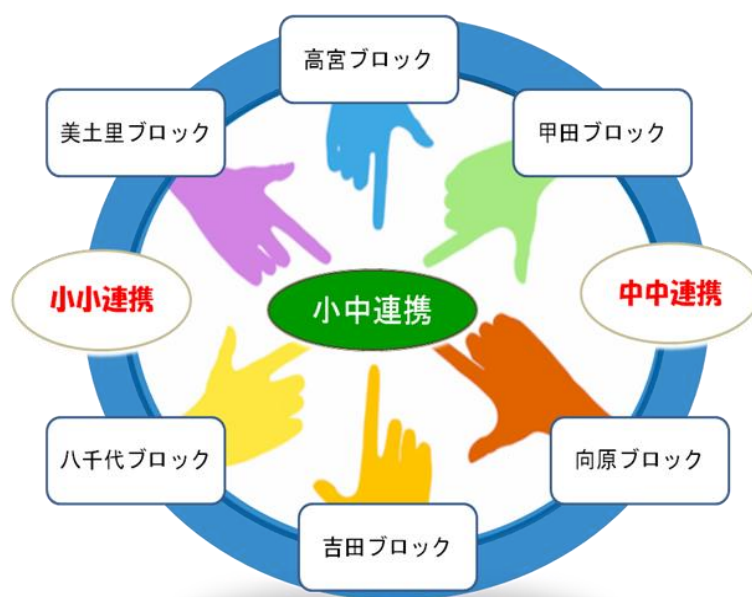 高宮ブロック
美土里ブロック
甲田ブロック
小小連携
中中連携
小中連携
八千代ブロック
向原ブロック
吉田ブロック